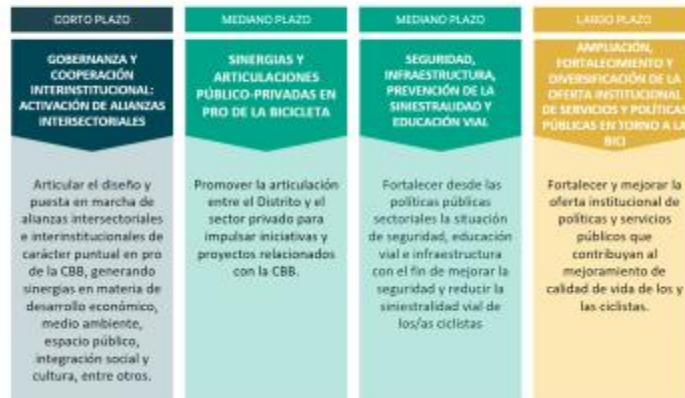 CORTO PLAZO
GOBERNANZA Y
COOPERACIÓN
INTERINSTITUCIONAL:
ACTIVACIÓN DE ALIANZAS
INTERSECTORIALES
Articular el diseño y
puesta en marcha de
alianzas intersectoriales
e interinstitucionales de
carácter puntual en pro
de la CBB, generando
sinergias en materia de
desarrollo económico,
medio ambiente,
espacio público,
integración social y
cultura, entre otros.
MEDIANO PLAZO
SINERGIAS Y
ARTICULACIONES
PÚBLICO-PRIVADAS EN
PRO DE LA BICICLETA
Promover la articulación
entre el Distrito y el
sector privado para
impulsar iniciativas y
proyectos relacionados
con la CBB.
MEDIANO PLAZO
SEGURIDAD,
INFRAESTRUCTURA,
PREVENCIÓN DE LA
SINIESTRALIDAD Y
EDUCACIÓN VIAL
Fortalecer desde las
políticas públicas
sectoriales la situación
de seguridad, educación
vial e infraestructura
con el fin de mejorar la
seguridad y reducir la
siniestralidad vial de
los/as ciclistas
LARGO PLAZO
AMPLIACIÓN,
FORTALECIMIENTO Y
DIVERSIFICACIÓN DE LA
OFERTA INSTITUCIONAL
DE SERVICIOS Y POLÍTICAS
PÚBLICAS EN TORNO A LA
BICI
Fortalecer y mejorar la
oferta institucional de
políticas y servicios
públicos que
contribuyan al
mejoramiento de
calidad de vida de los y
las ciclistas.